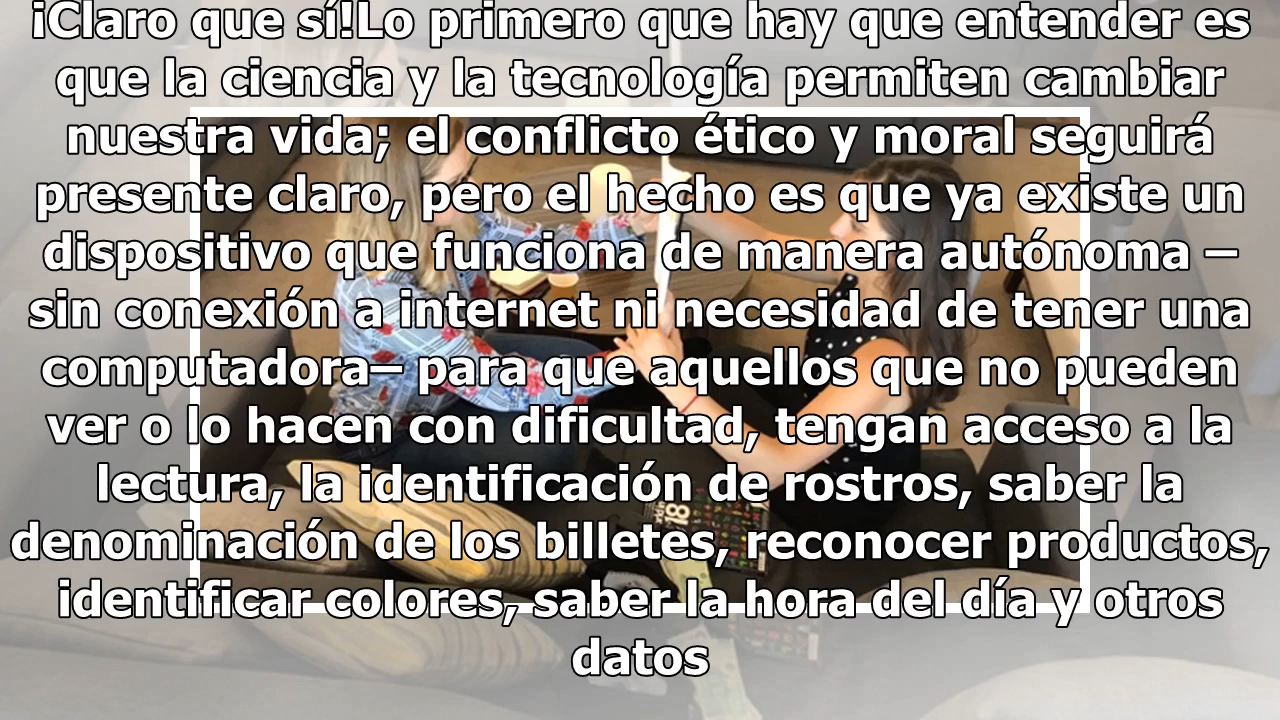 ¡Claro que sí!Lo primero que hay que entender es
que la ciencia y la tecnología permiten cambiar
nuestra vida; el conflicto ético y moral seguirá
presente claro, pero el hecho es que ya existe un
dispositivo que funciona de manera autónoma –
sin conexión a internet ni necesidad de tener una
computadora– para que aquellos que no pueden
ver o lo hacen con dificultad, tengan acceso a la
lectura, la identificación de rostros, saber la
denominación de los billetes, reconocer productos,
identificar colores, saber la hora del día y otros
datos